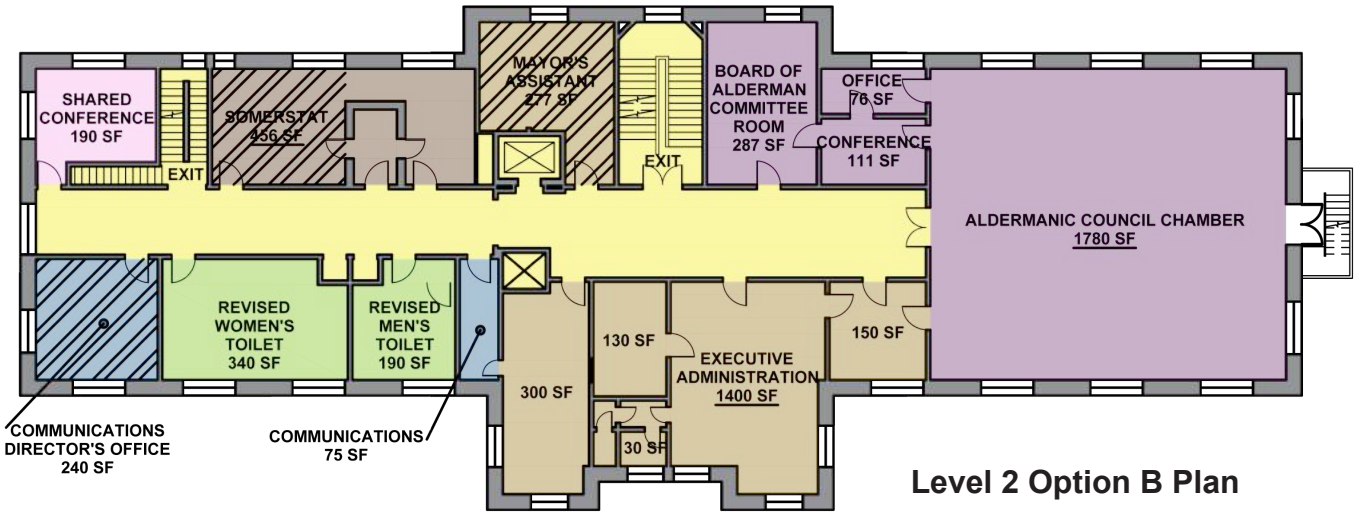 SHARED
CONFERENCE
190 SF
EXIT
SOMERSTAT
456 SF
MAYOR'S
ASSISTANT
277 SF
EXIT
BOARD OF
ALDERMAN
COMMITTEE
ROOM
287 SF
OFFICE
76 SF
CONFERENCE
111 SF
ALDERMANIC COUNCIL CHAMBER
1780 SF
REVISED
WOMEN'S
TOILET
340 SF
REVISED
MEN'S
TOILET
190 SF
300 SF
130 SF
EXECUTIVE
ADMINISTRATION
1400 SF
150 SF
30 SF
COMMUNICATIONS
DIRECTOR'S OFFICE
240 SF
COMMUNICATIONS
75 SF
Level 2 Option B Plan